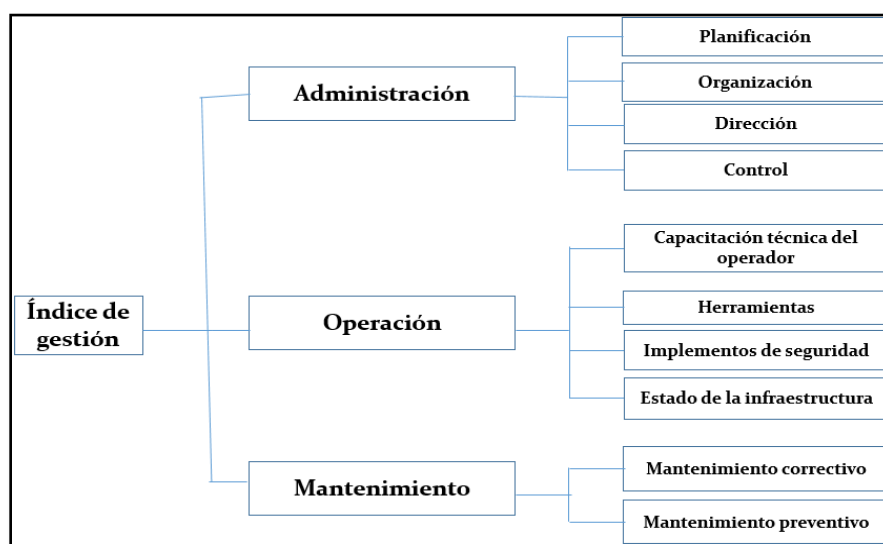 Índice de
gestión
Administración
Planificación
Organización
Dirección
Control
Operación
Capacitación técnica del
operador
Herramientas
Implementos de seguridad
Estado de la infraestructura
Mantenimiento
Mantenimiento correctivo
Mantenimiento preventivo